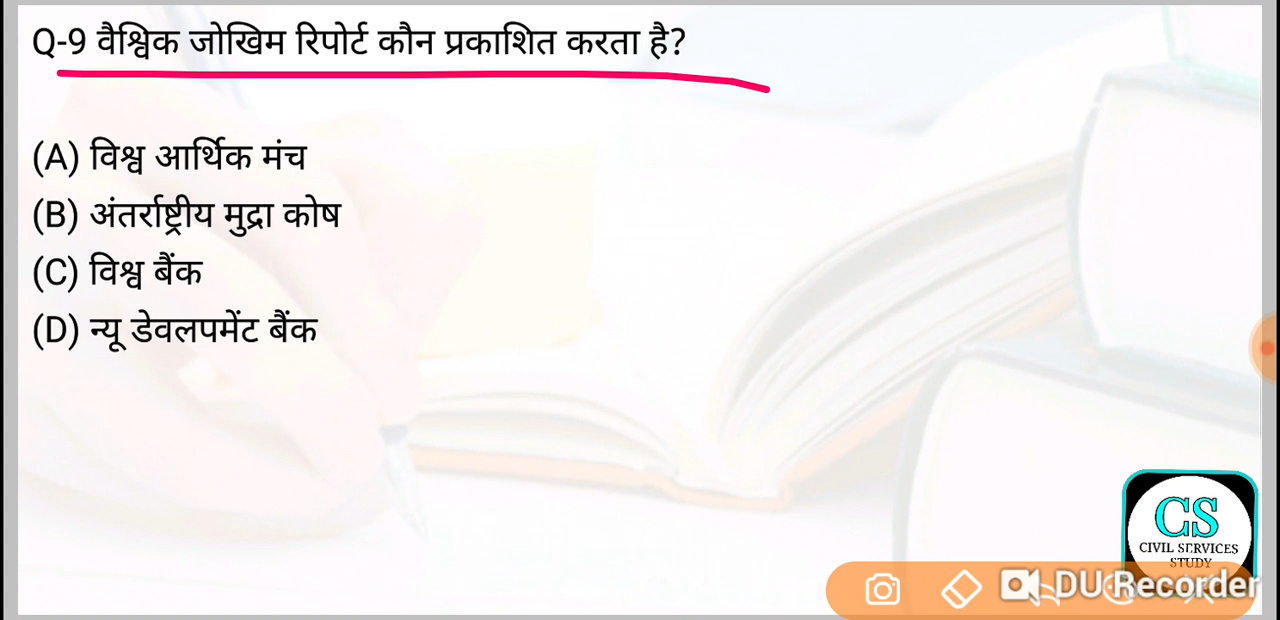 Q-9 वैश्विक जोखिम रिपोर्ट कौन प्रकाशित करता है?
(A) विश्व आर्थिक मंच
(B) अंतर्राष्ट्रीय मुद्रा कोष
(C) विश्व बैंक
(D) न्यू डेवलपमेंट बैंक
CS
CIVIL SERVICES
STUDY
DU Recorder